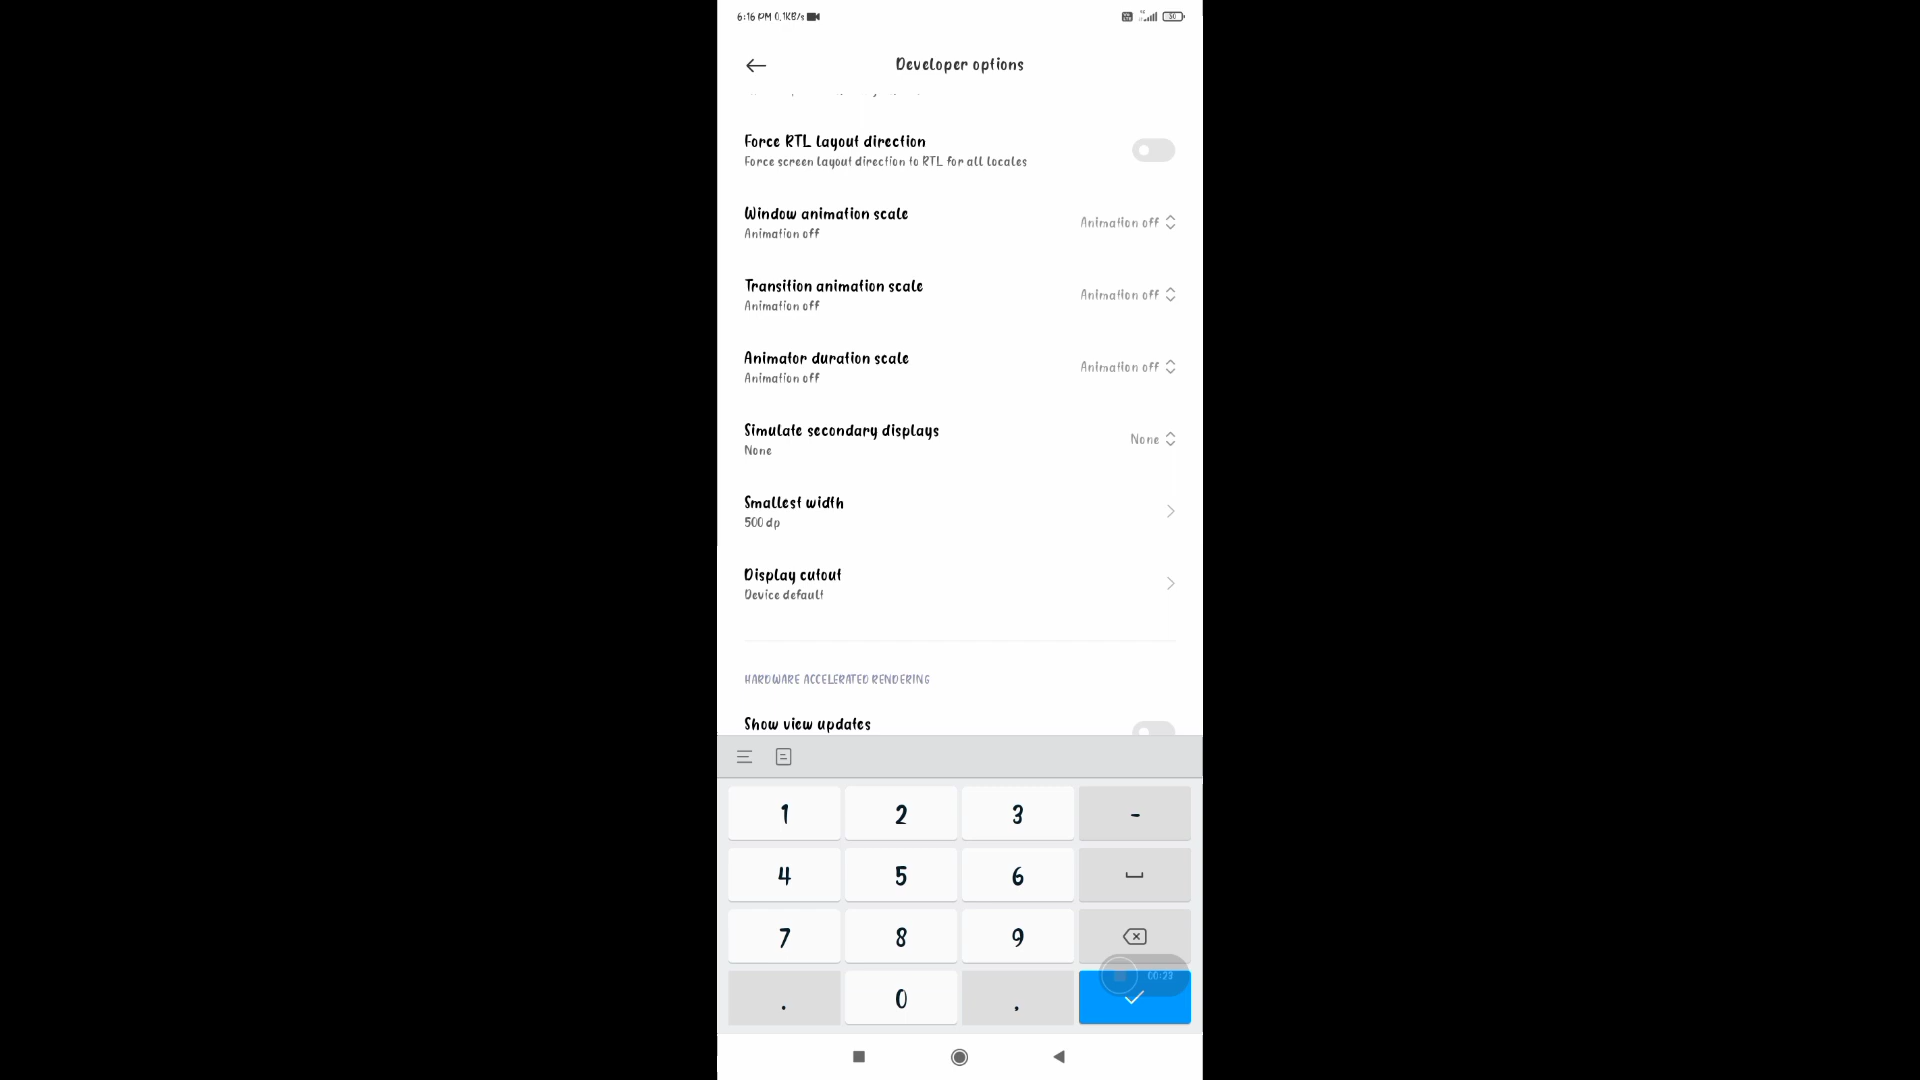 6:16 PM 0.1KB/s
50
Developer options
Force RTL layout direction
Force screen layout direction to RTL for all locales
Window animation scale
Animation off
Animation off
Transition animation scale
Animation off
Animation off
Animator duration scale
Animation off
Animation off
Simulate secondary displays
None
None
Smallest width
500 dp
Display cutout
Device default
HARDWARE ACCELERATED RENDERING
Show view updates
1 2 3 -
4 5 6
7 8 9
00:23
. 0 ,